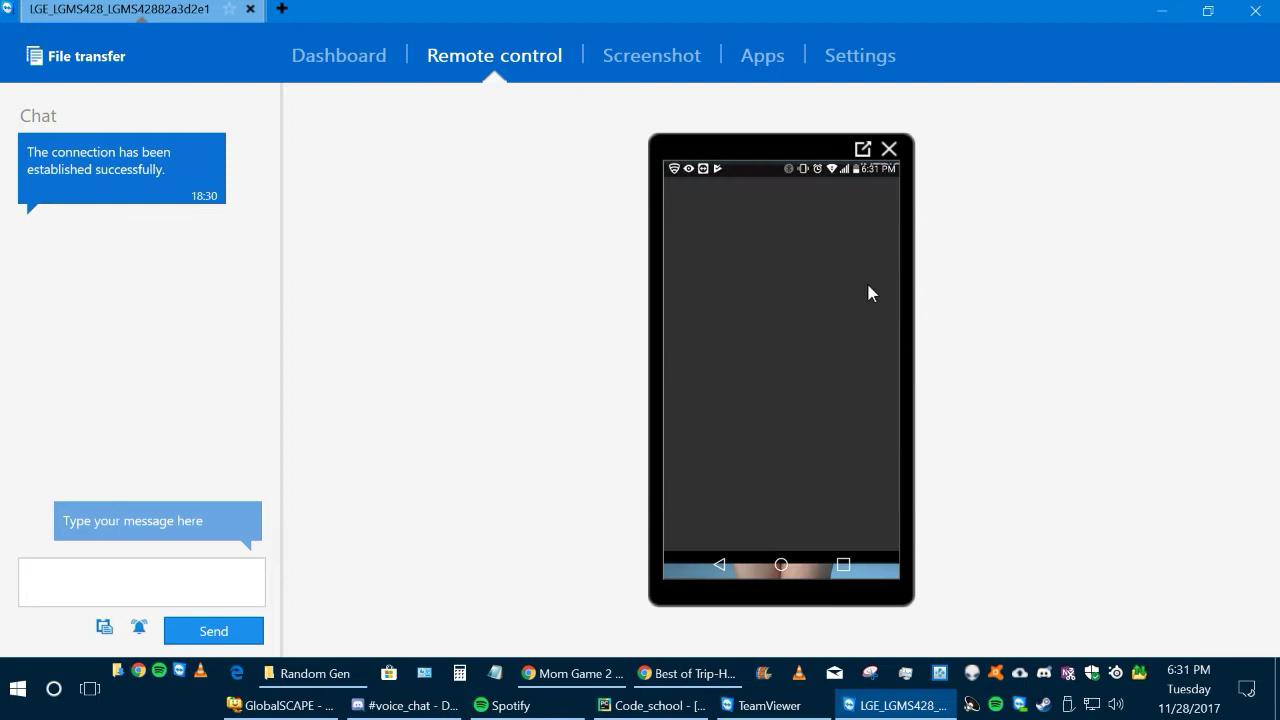 LGE_LGMS428_LGMS42882a3d2e1
File transfer
Dashboard
Remote control
Screenshot
Apps
Settings
Chat
The connection has been
established successfully.
18:30
6:31 PM
Type your message here
Send
Random Gen
Mom Game 2 ...
Best of Trip-H...
6:31 PM
Tuesday
11/28/2017
GlobalSCAPE - ...
#voice_chat - D...
Spotify
Code_school - [...
TeamViewer
LGE_LGMS428_...